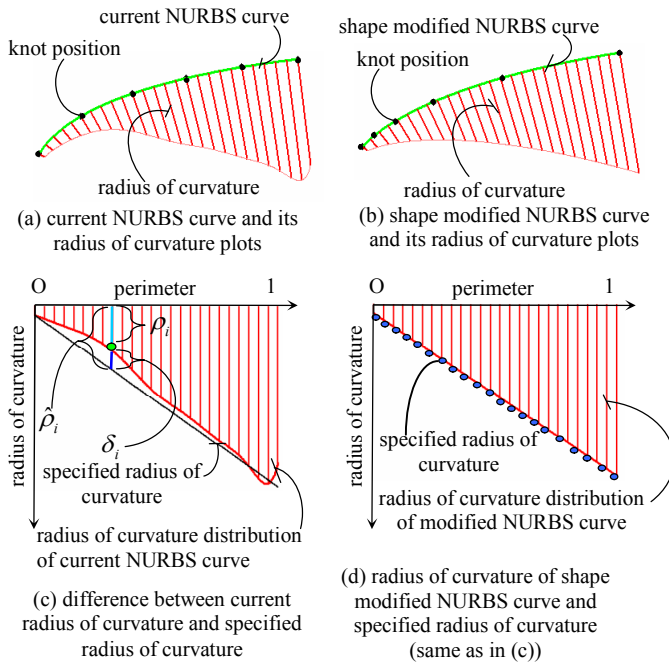 current NURBS curve
knot position
radius of curvature
(a) current NURBS curve and its
radius of curvature plots
shape modified NURBS curve
knot position
radius of curvature
(b) shape modified NURBS curve
and its radius of curvature plots
O perimeter 1
radius of curvature
ρ_i
ρ̂_i
δ_i
specified radius of
curvature
radius of curvature distribution
of current NURBS curve
(c) difference between current
radius of curvature and specified
radius of curvature
O perimeter 1
radius of curvature
specified radius of
curvature
radius of curvature distribution
of modified NURBS curve
(d) radius of curvature of shape
modified NURBS curve and
specified radius of curvature
(same as in (c))